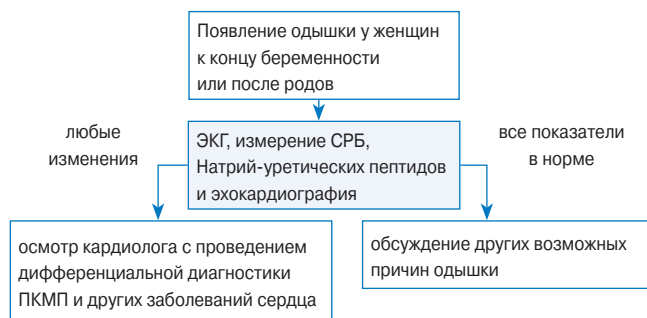 Появление одышки у женщин
к концу беременности
или после родов
любые
изменения
ЭКГ, измерение СРБ,
Натрий-уретических пептидов
и эхокардиография
все показатели
в норме
осмотр кардиолога с проведением
дифференциальной диагностики
ПКМП и других заболеваний сердца
обсуждение других возможных
причин одышки